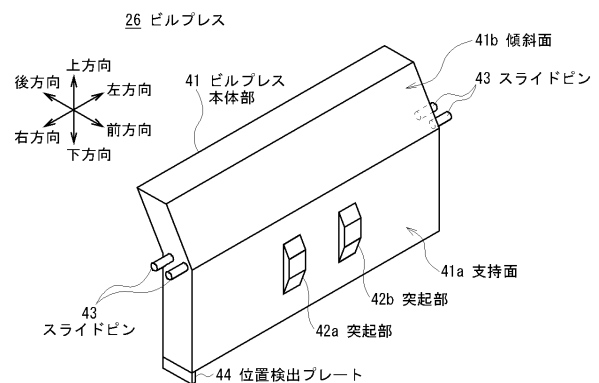 26 ビルプレス
41b 傾斜面
上方向
後方向
左方向
41 ビルプレス
本体部
43 スライドピン
右方向
前方向
下方向
41a 支持面
43
スライドピン
42b 突起部
42a 突起部
44 位置検出プレート